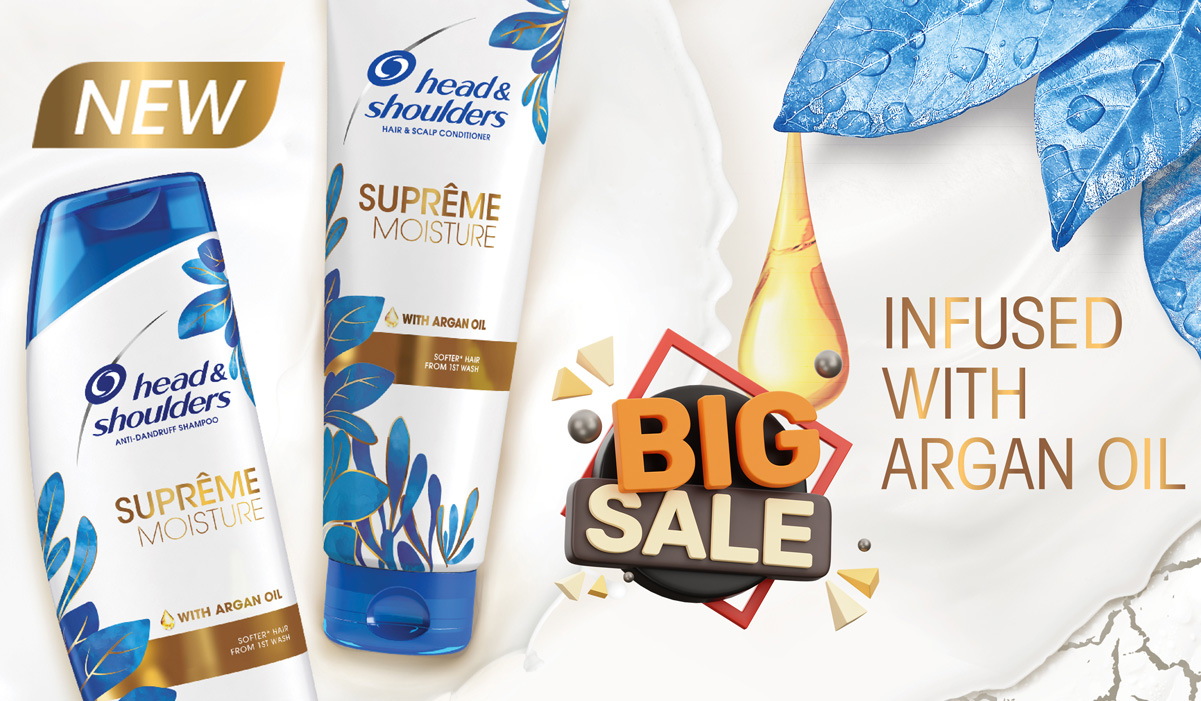 NEW
head &
shoulders
HAIR & SCALP CONDITIONER
SUPRÊME
MOISTURE
WITH ARGAN OIL
SOFTER* HAIR
FROM 1ST WASH
head &
shoulders
ANTI-DANDRUFF SHAMPOO
SUPRÊME
MOISTURE
WITH ARGAN OIL
SOFTER* HAIR
FROM 1ST WASH
BIG
SALE
INFUSED
WITH
ARGAN OIL